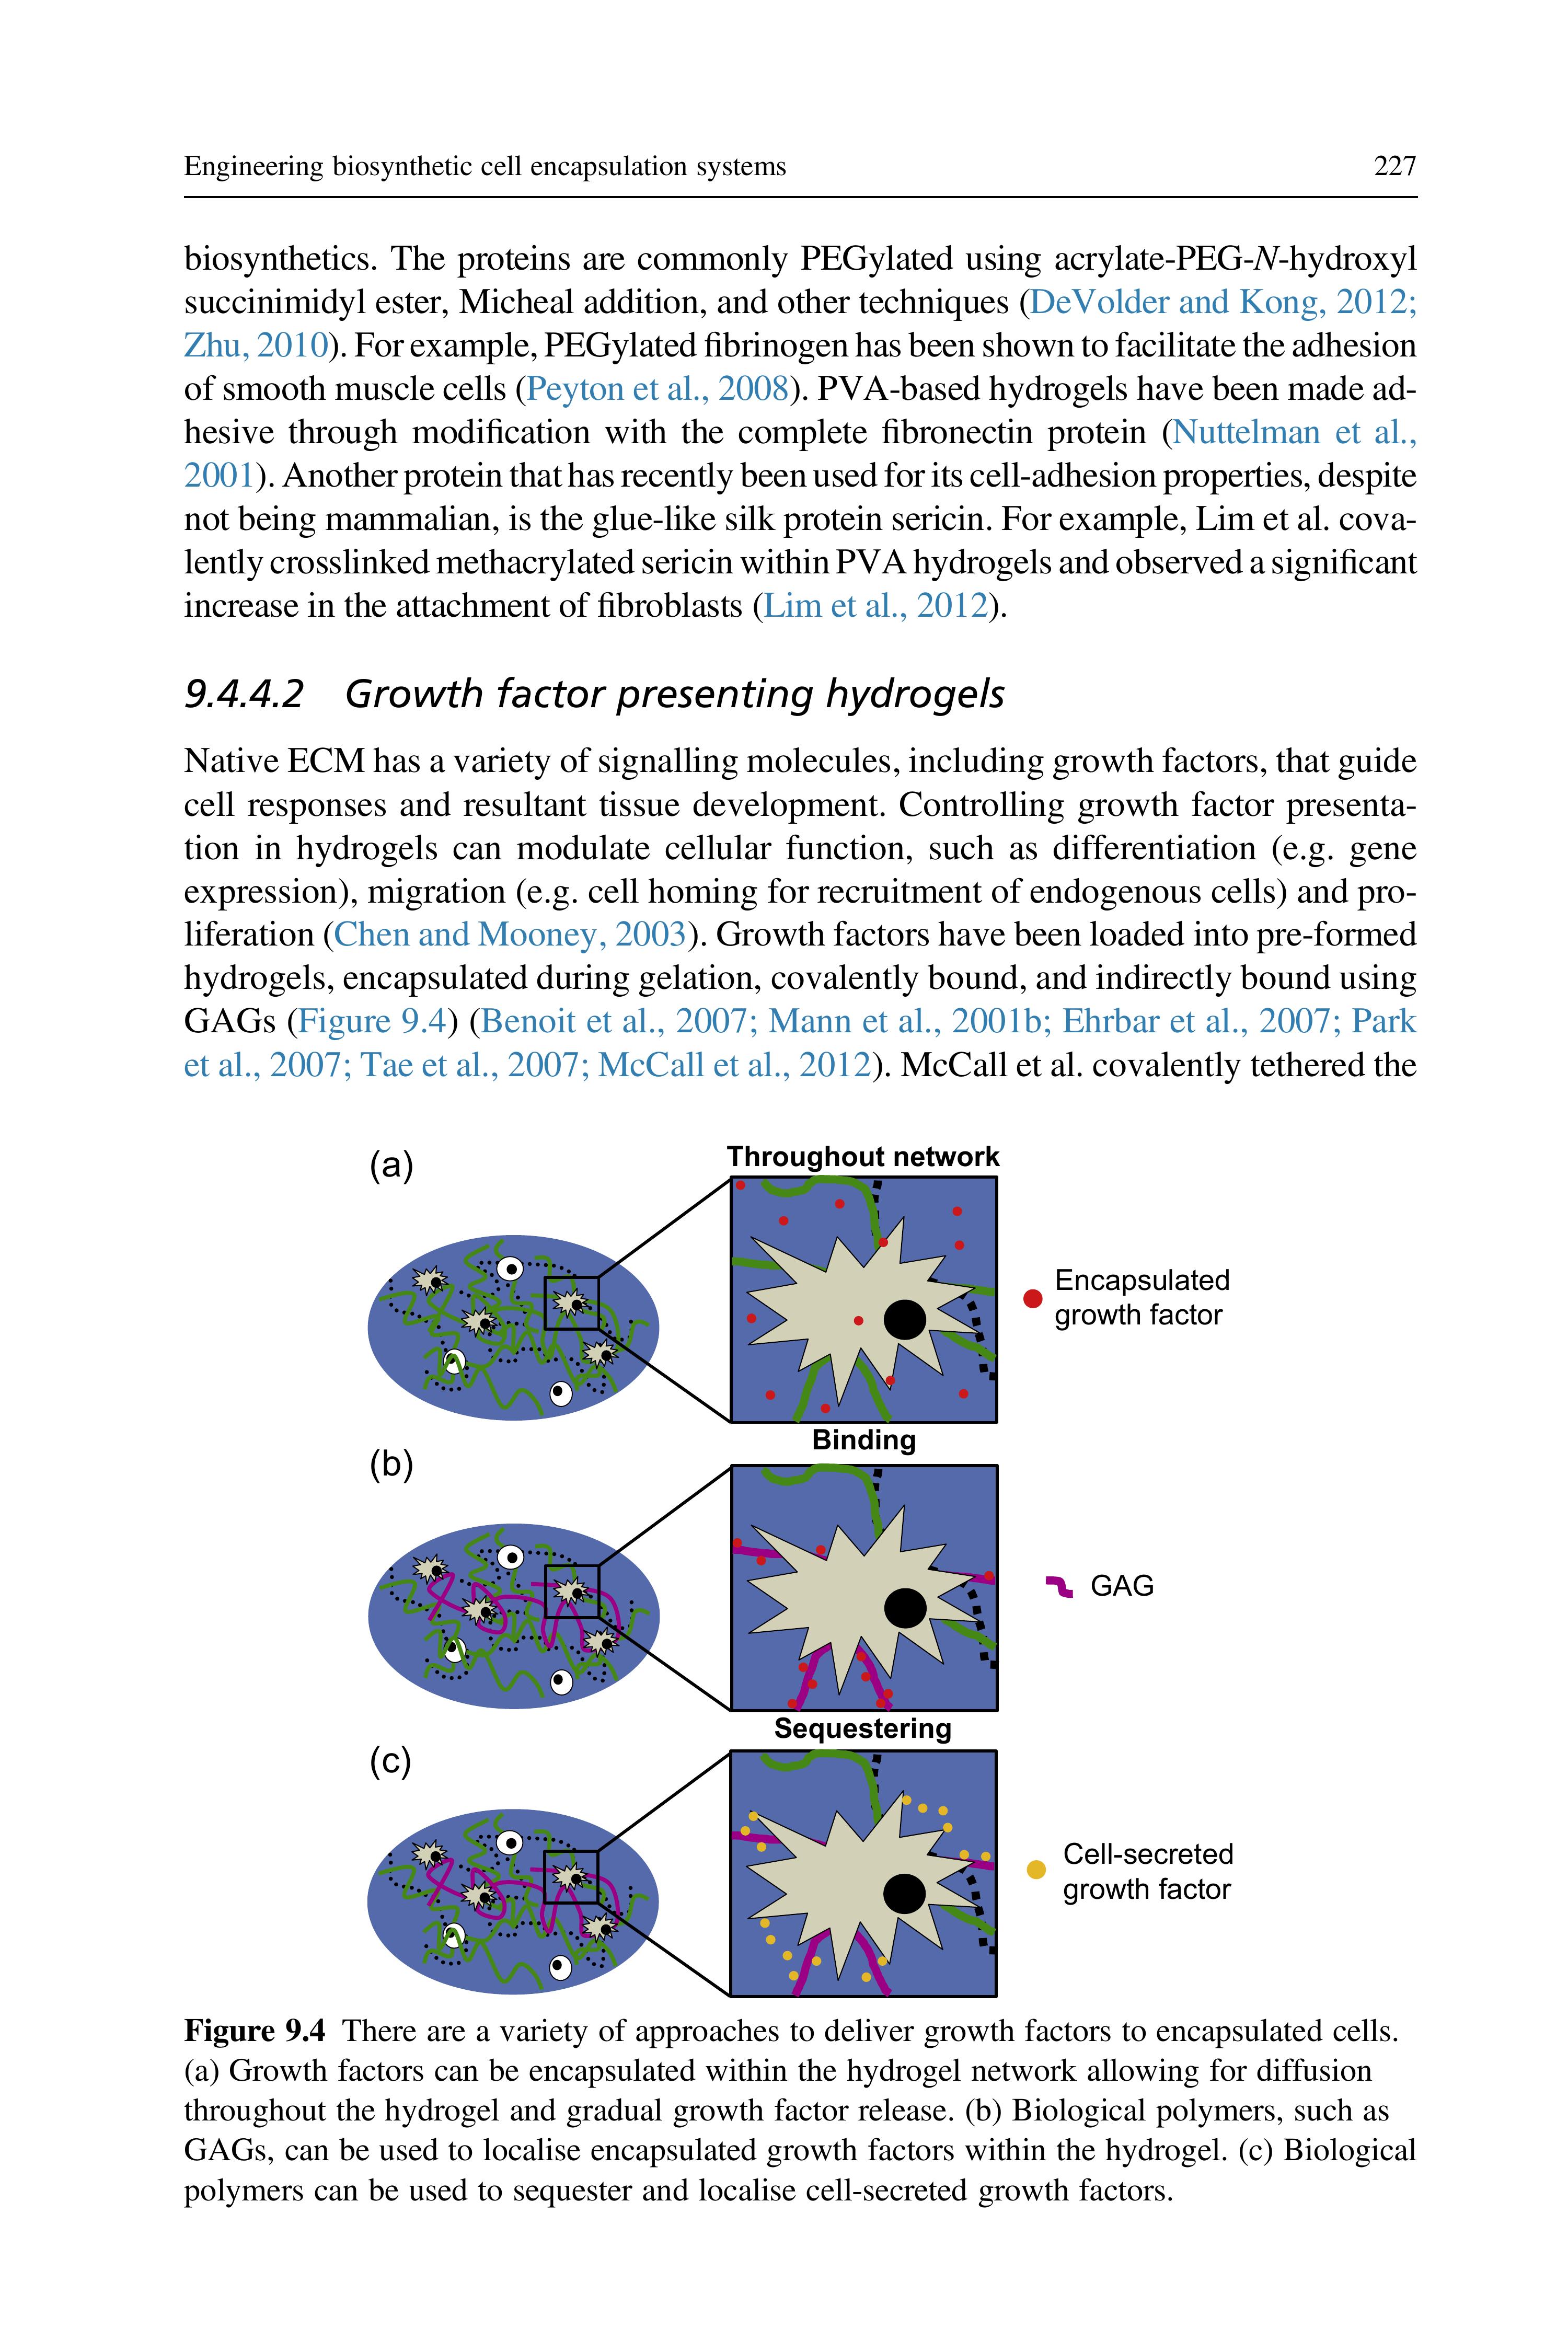 Engineering biosynthetic cell encapsulation systems 227
biosynthetics. The proteins are commonly PEGylated using acrylate-PEG-N-hydroxyl
succinimidyl ester, Micheal addition, and other techniques (DeVolder and Kong, 2012;
Zhu, 2010). For example, PEGylated fibrinogen has been shown to facilitate the adhesion
of smooth muscle cells (Peyton et al., 2008). PVA-based hydrogels have been made ad-
hesive through modification with the complete fibronectin protein (Nuttelman et al.,
2001). Another protein that has recently been used for its cell-adhesion properties, despite
not being mammalian, is the glue-like silk protein sericin. For example, Lim et al. cova-
lently crosslinked methacrylated sericin within PVA hydrogels and observed a significant
increase in the attachment of fibroblasts (Lim et al., 2012).
9.4.4.2 Growth factor presenting hydrogels
Native ECM has a variety of signalling molecules, including growth factors, that guide
cell responses and resultant tissue development. Controlling growth factor presenta-
tion in hydrogels can modulate cellular function, such as differentiation (e.g. gene
expression), migration (e.g. cell homing for recruitment of endogenous cells) and pro-
liferation (Chen and Mooney, 2003). Growth factors have been loaded into pre-formed
hydrogels, encapsulated during gelation, covalently bound, and indirectly bound using
GAGs (Figure 9.4) (Benoit et al., 2007; Mann et al., 2001b; Ehrbar et al., 2007; Park
et al., 2007; Tae et al., 2007; McCall et al., 2012). McCall et al. covalently tethered the
(a)
Throughout network
Encapsulated
growth factor
(b)
Binding
GAG
(c)
Sequestering
Cell-secreted
growth factor
Figure 9.4 There are a variety of approaches to deliver growth factors to encapsulated cells.
(a) Growth factors can be encapsulated within the hydrogel network allowing for diffusion
throughout the hydrogel and gradual growth factor release. (b) Biological polymers, such as
GAGs, can be used to localise encapsulated growth factors within the hydrogel. (c) Biological
polymers can be used to sequester and localise cell-secreted growth factors.